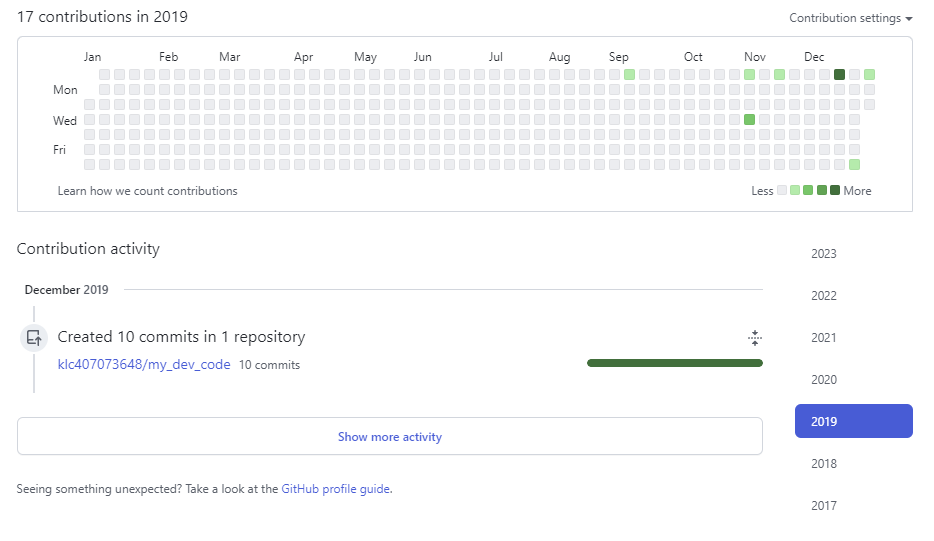 17 contributions in 2019
Contribution settings
Jan Feb Mar Apr May Jun Jul Aug Sep Oct Nov Dec
Mon
Wed
Fri
Learn how we count contributions
Less More
Contribution activity
2023
December 2019
2022
Created 10 commits in 1 repository
2021
klc407073648/my_dev_code 10 commits
2020
2019
Show more activity
2018
Seeing something unexpected? Take a look at the GitHub profile guide.
2017